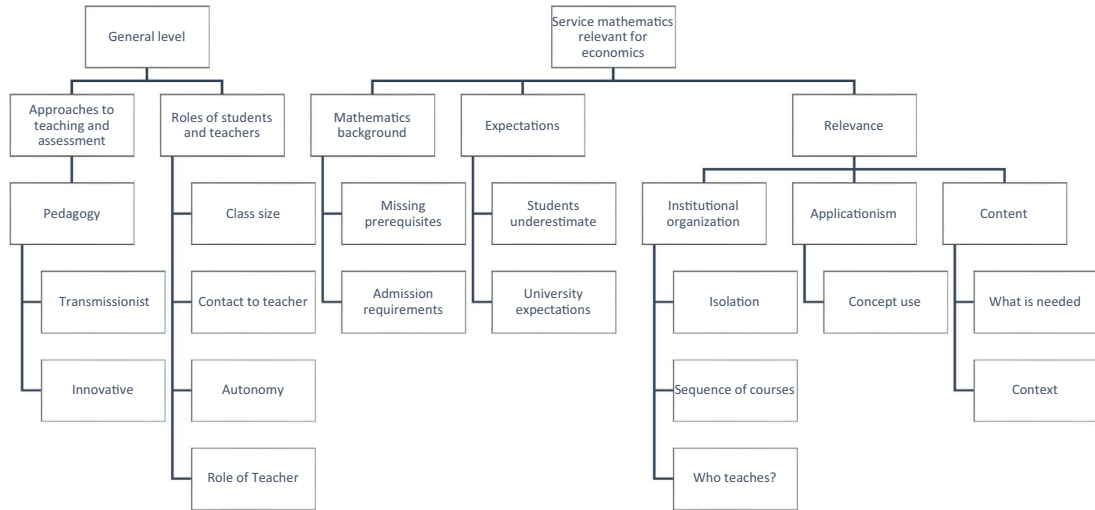 General level
Service mathematics
relevant for
economics
Approaches to
teaching and
assessment
Roles of students
and teachers
Mathematics
background
Expectations
Relevance
Pedagogy
Class size
Missing
prerequisites
Students
underestimate
Institutional
organization
Applicationism
Content
Transmissionist
Contact to teacher
Admission
requirements
University
expectations
Isolation
Concept use
What is needed
Innovative
Autonomy
Sequence of courses
Context
Role of Teacher
Who teaches?